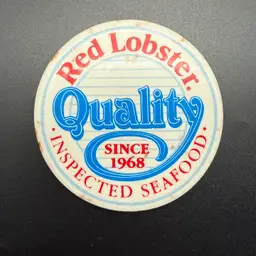 Red Lobster.
Quality
SINCE
1968
· INSPECTED SEAFOOD ·